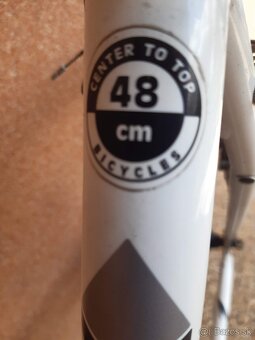 CENTER TO TOP
48
cm
BICYCLES